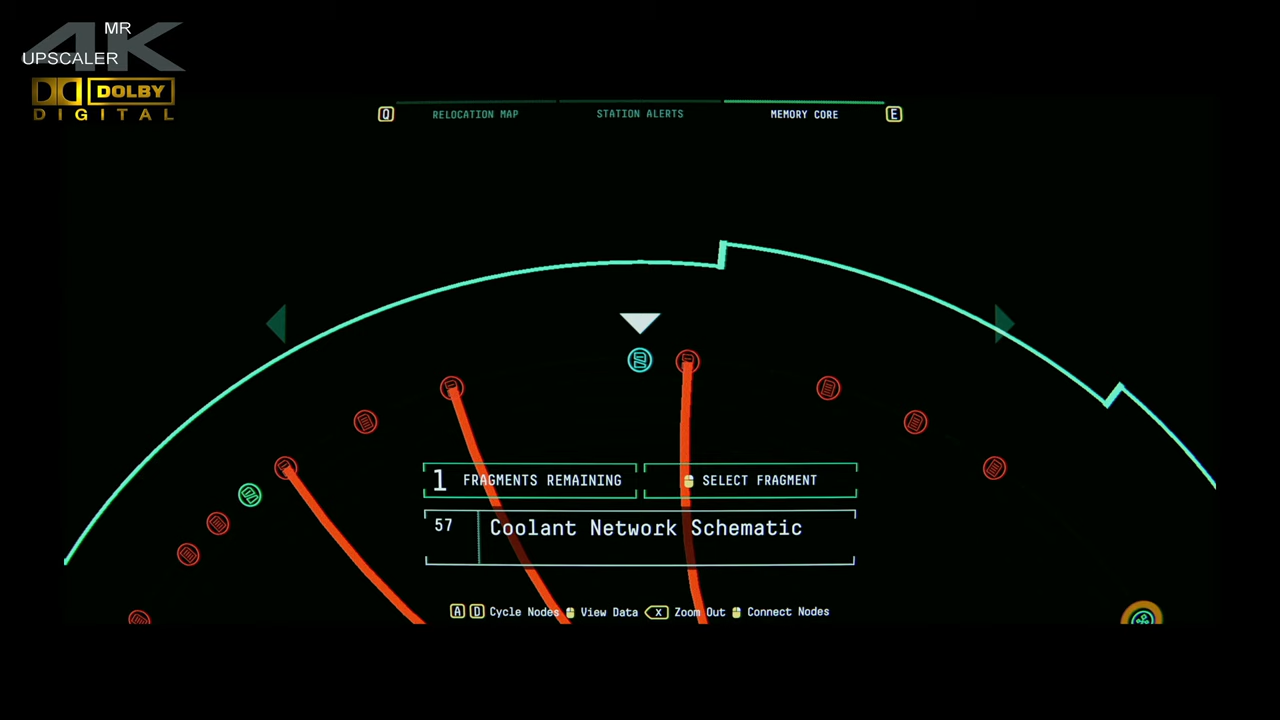 4K
MR
UPSCALER
DOLBY
DIGITAL
Q RELOCATION MAP STATION ALERTS MEMORY CORE E
1 FRAGMENTS REMAINING SELECT FRAGMENT
57 Coolant Network Schematic
A D Cycle Nodes View Data X Zoom Out Connect Nodes